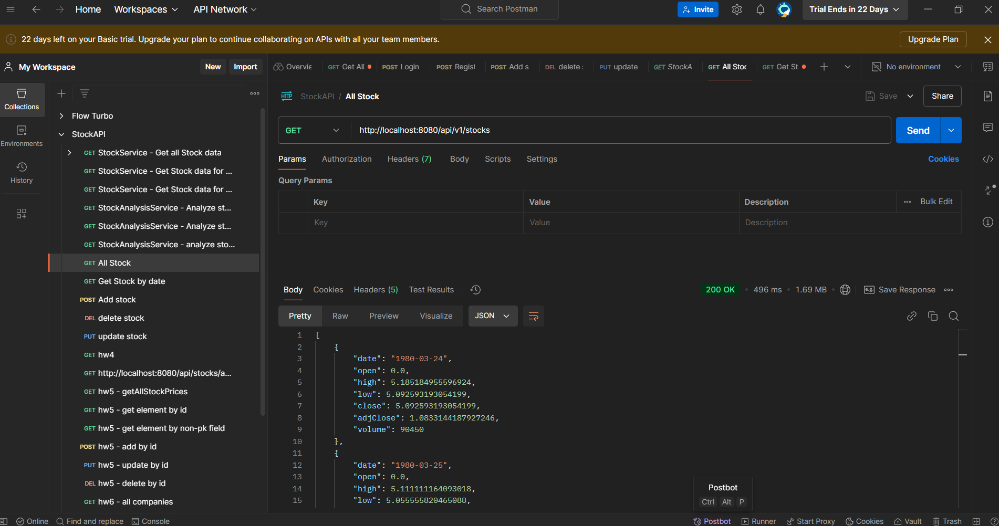 Home Workspaces API Network Search Postman Invite Trial Ends in 22 Days
22 days left on your Basic trial. Upgrade your plan to continue collaborating on APIs with all your team members. Upgrade Plan
My Workspace New Import Overvie GET Get All POST Login POST Regist POST Add s DEL delete s PUT update GET StockA GET All Stoc GET Get St No environment
Collections
Environments
History
Flow Turbo
StockAPI
GET StockService - Get all Stock data
GET StockService - Get Stock data for ...
GET StockService - Get Stock data for ...
GET StockAnalysisService - Analyze st...
GET StockAnalysisService - Analyze st...
GET StockAnalysisService - analyze sto...
GET All Stock
GET Get Stock by date
POST Add stock
DEL delete stock
PUT update stock
GET hw4
GET http://localhost:8080/api/stocks/a...
GET hw5 - getAllStockPrices
GET hw5 - get element by id
GET hw5 - get element by non-pk field
POST hw5 - add by id
PUT hw5 - update by id
DEL hw5 - delete by id
GET hw6 - all companies
HTTP StockAPI / All Stock Save Share
GET http://localhost:8080/api/v1/stocks Send
Params Authorization Headers (7) Body Scripts Settings Cookies
Query Params
Key Value Description Bulk Edit
Key Value Description
Body Cookies Headers (5) Test Results 200 OK 496 ms 1.69 MB e.g. Save Response
Pretty Raw Preview Visualize JSON
1 [
2 {
3 "date": "1980-03-24",
4 "open": 0.0,
5 "high": 5.185184955596924,
6 "low": 5.092593193054199,
7 "close": 5.092593193054199,
8 "adjClose": 1.0833144187927246,
9 "volume": 90450
10 },
11 {
12 "date": "1980-03-25",
13 "open": 0.0,
14 "high": 5.111111164093018,
15 "low": 5.055555820465088,
Postbot
Ctrl Alt P
Online Find and replace Console Postbot Runner Start Proxy Cookies Vault Trash